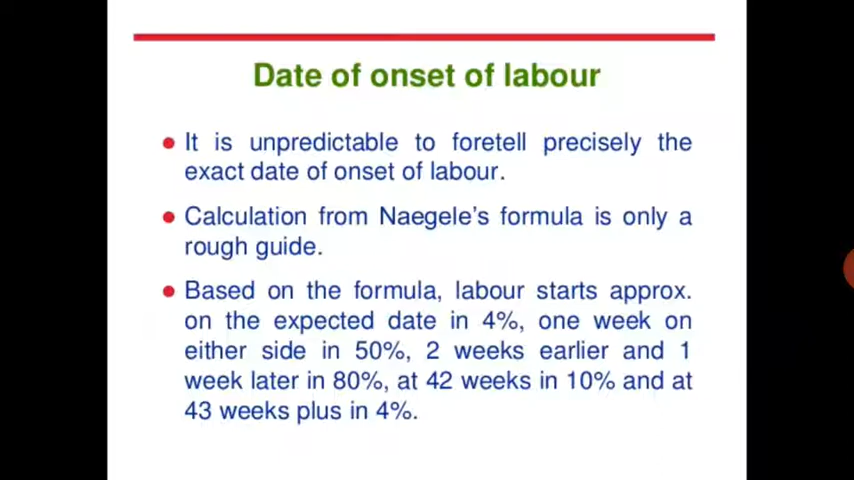 Date of onset of labour
It is unpredictable to foretell precisely the
exact date of onset of labour.
Calculation from Naegele's formula is only a
rough guide.
Based on the formula, labour starts approx.
on the expected date in 4%, one week on
either side in 50%, 2 weeks earlier and 1
week later in 80%, at 42 weeks in 10% and at
43 weeks plus in 4%.